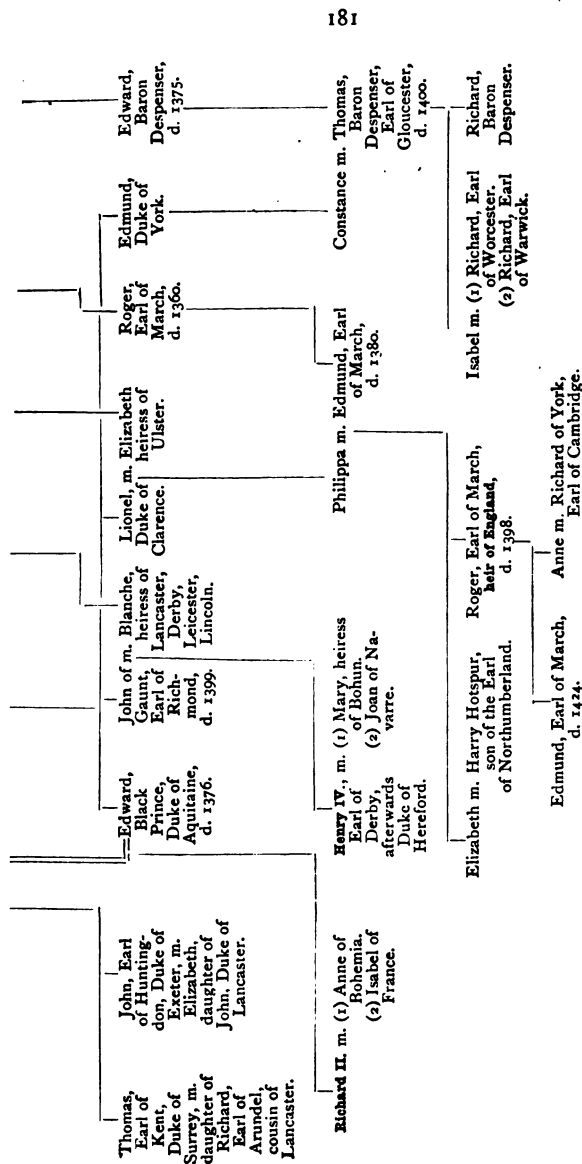 181
Thomas,
Earl of
Kent,
Duke of
Surrey, m.
daughter of
Richard,
Earl of
Arundel,
cousin of
Lancaster.
John, Earl
of Hunting-
don, Duke of
Exeter, m.
Elizabeth,
daughter of
John, Duke of
Lancaster.
Edward,
Black
Prince,
Duke of
Aquitaine,
d. 1376.
John of m. Blanche,
Gaunt, heiress of
Earl of Lancaster,
Rich- Derby,
mond, Leicester,
d. 1399. Lincoln.
Lionel, m. Elizabeth
Duke of heiress of
Clarence. Ulster.
Roger,
Earl of
March,
d. 1360.
Edmund,
Duke of
York.
Edward,
Baron
Despenser,
d. 1375.
Richard II. m. (1) Anne of
Bohemia.
(2) Isabel of
France.
Henry IV., m. (1) Mary, heiress
Earl of of Bohun.
Derby, (2) Joan of Na-
afterwards varre.
Duke of
Hereford.
Philippa m. Edmund, Earl
of March,
d. 1380.
Constance m. Thomas,
Baron
Despenser,
Earl of
Gloucester,
d. 1400.
Elizabeth m. Harry Hotspur,
son of the Earl
of Northumberland.
Roger, Earl of March,
heir of England,
d. 1398.
Isabel m. (1) Richard, Earl
of Worcester.
(2) Richard, Earl
of Warwick.
Richard,
Baron
Despenser.
Edmund, Earl of March,
d. 1424.
Anne m. Richard of York,
Earl of Cambridge.